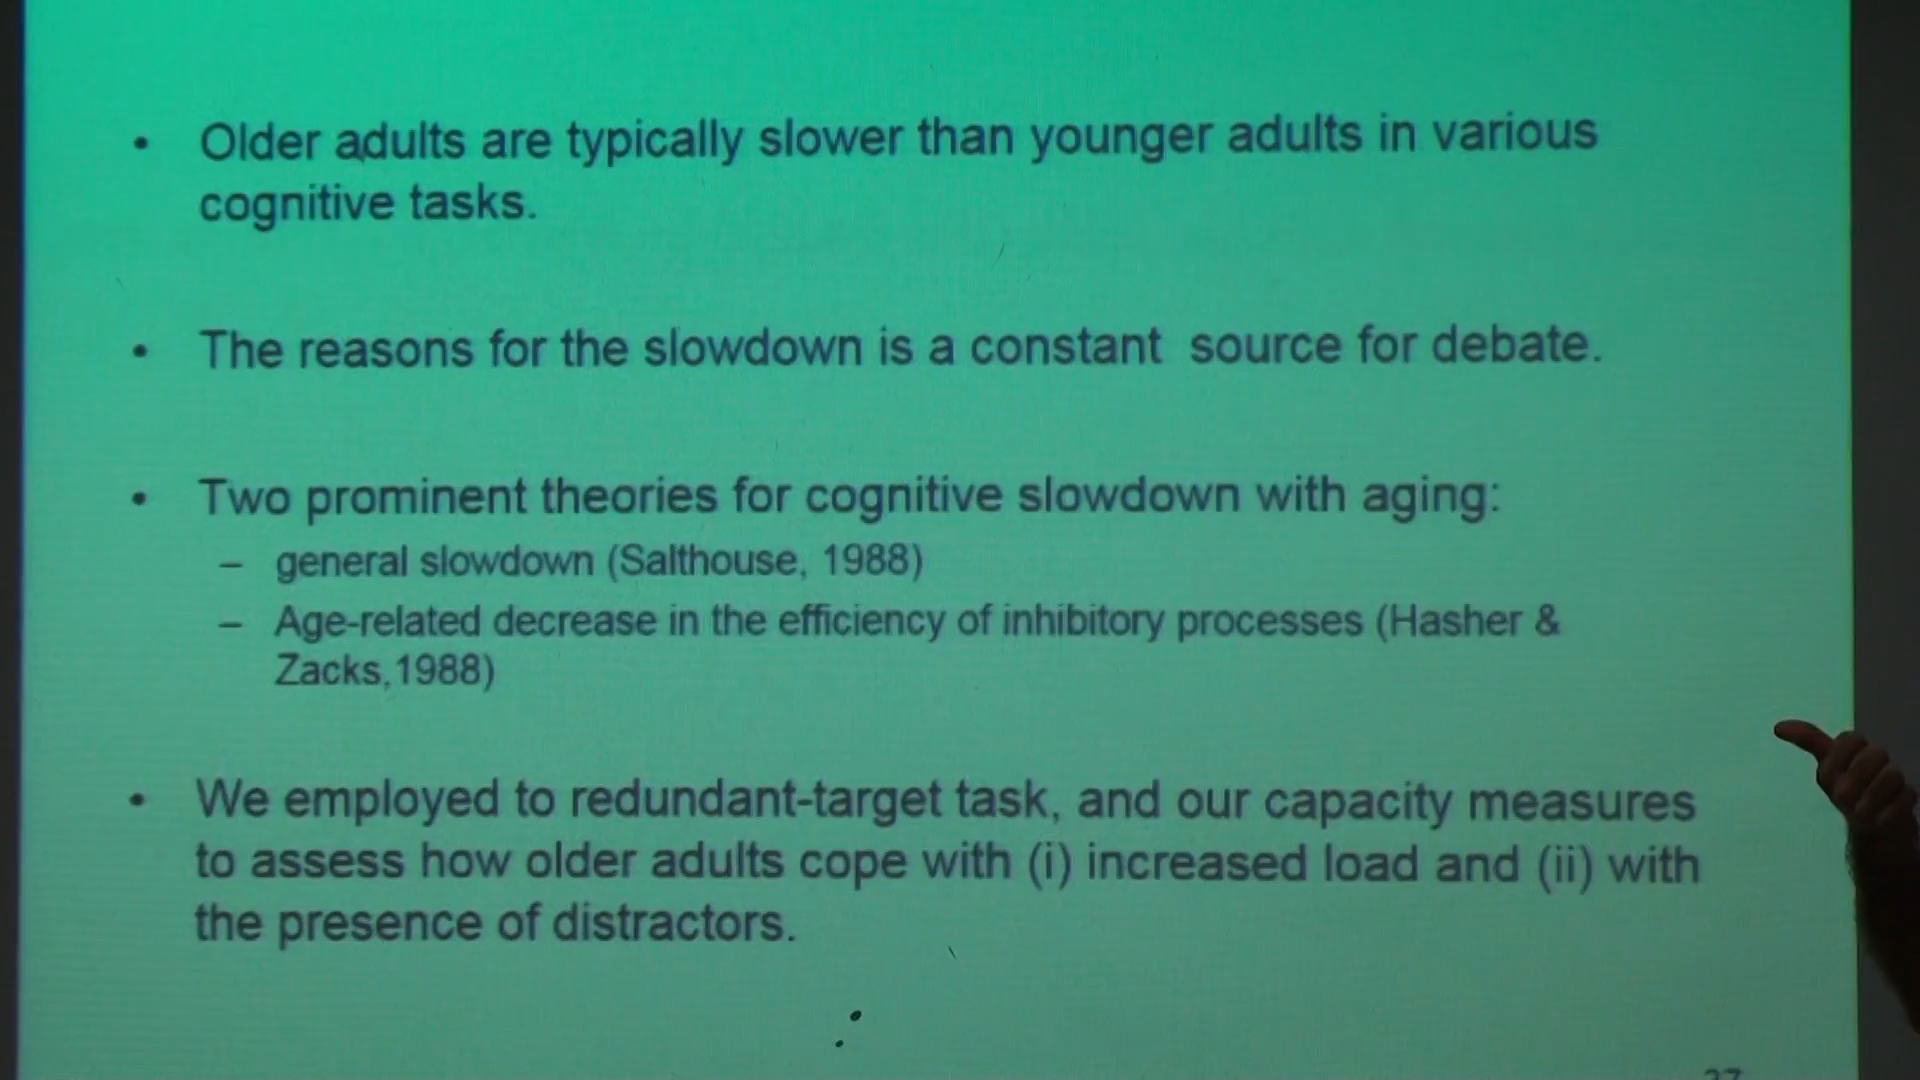 • Older adults are typically slower than younger adults in various
cognitive tasks.
• The reasons for the slowdown is a constant source for debate.
• Two prominent theories for cognitive slowdown with aging:
– general slowdown (Salthouse, 1988)
– Age-related decrease in the efficiency of inhibitory processes (Hasher &
Zacks,1988)
• We employed to redundant-target task, and our capacity measures
to assess how older adults cope with (i) increased load and (ii) with
the presence of distractors.